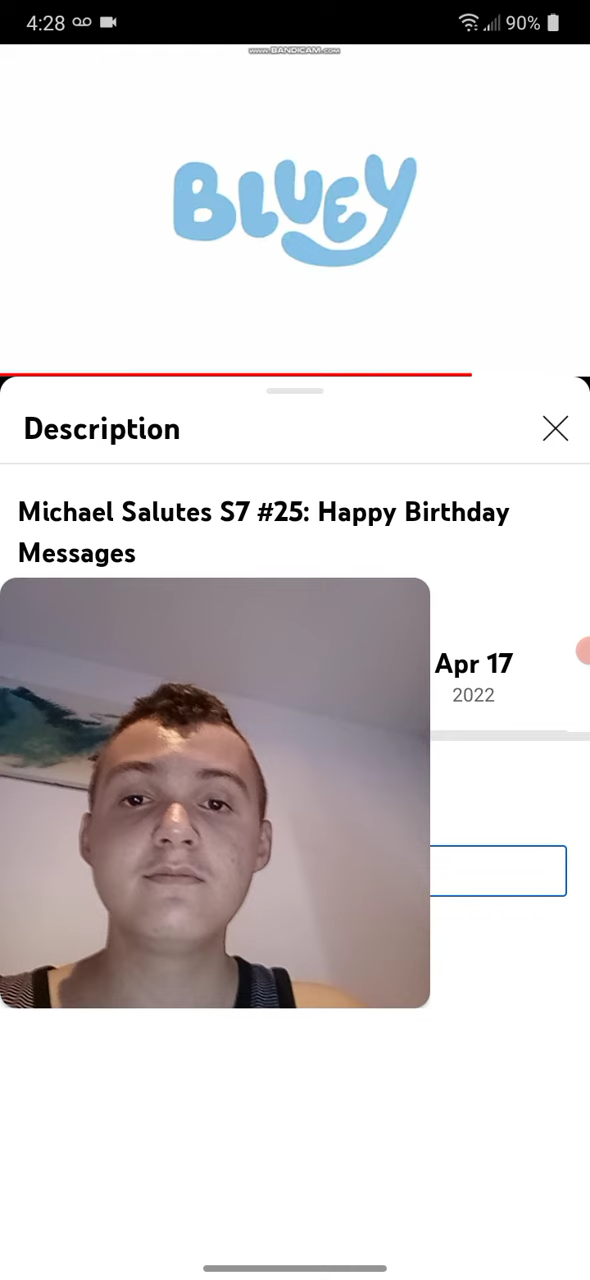 4:28
90%
www.BANDICAM.com
BLUEY
Description
Michael Salutes S7 #25: Happy Birthday
Messages
Apr 17
2022